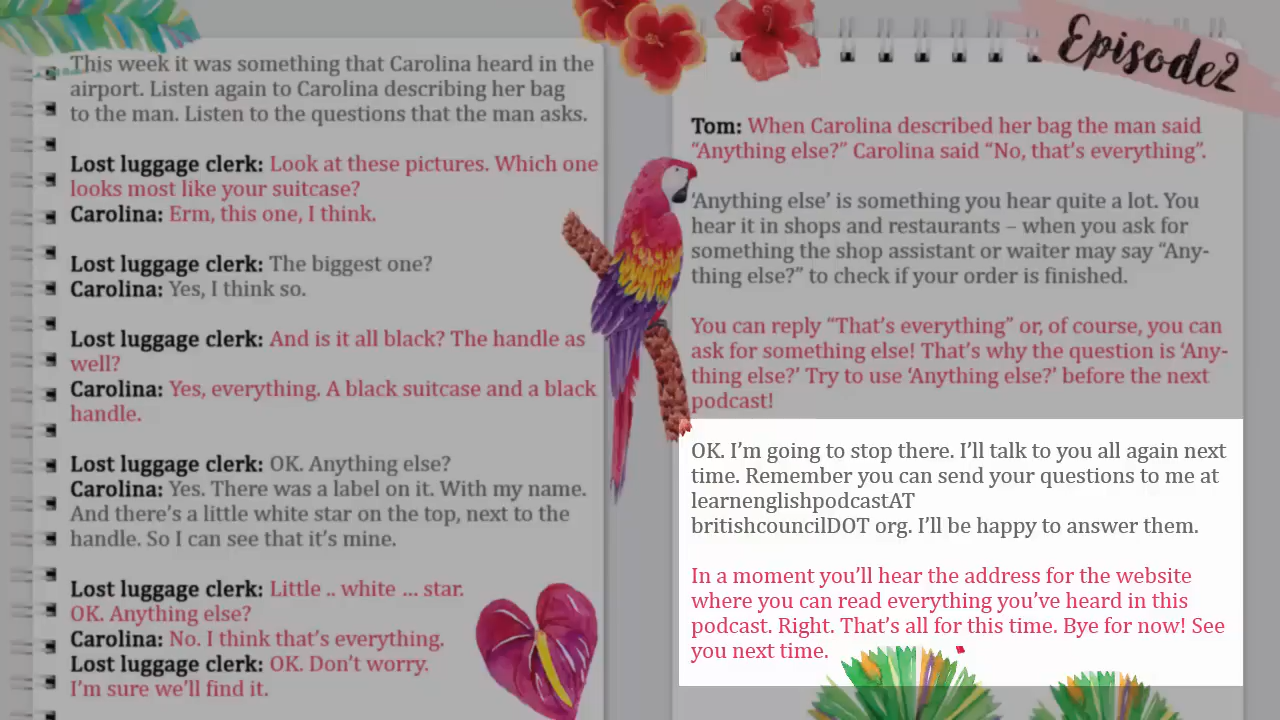 Episode2
This week it was something that Carolina heard in the
airport. Listen again to Carolina describing her bag
to the man. Listen to the questions that the man asks.
Lost luggage clerk: Look at these pictures. Which one
looks most like your suitcase?
Carolina: Erm, this one, I think.
Lost luggage clerk: The biggest one?
Carolina: Yes, I think so.
Lost luggage clerk: And is it all black? The handle as
well?
Carolina: Yes, everything. A black suitcase and a black
handle.
Lost luggage clerk: OK. Anything else?
Carolina: Yes. There was a label on it. With my name.
And there's a little white star on the top, next to the
handle. So I can see that it's mine.
Lost luggage clerk: Little .. white ... star.
OK. Anything else?
Carolina: No. I think that's everything.
Lost luggage clerk: OK. Don't worry.
I'm sure we'll find it.
Tom: When Carolina described her bag the man said
“Anything else?” Carolina said “No, that's everything”.
'Anything else' is something you hear quite a lot. You
hear it in shops and restaurants – when you ask for
something the shop assistant or waiter may say “Any-
thing else?” to check if your order is finished.
You can reply “That's everything” or, of course, you can
ask for something else! That's why the question is 'Any-
thing else?' Try to use 'Anything else?' before the next
podcast!
OK. I'm going to stop there. I'll talk to you all again next
time. Remember you can send your questions to me at
learnenglishpodcastAT
britishcouncilDOT org. I'll be happy to answer them.
In a moment you'll hear the address for the website
where you can read everything you've heard in this
podcast. Right. That's all for this time. Bye for now! See
you next time.